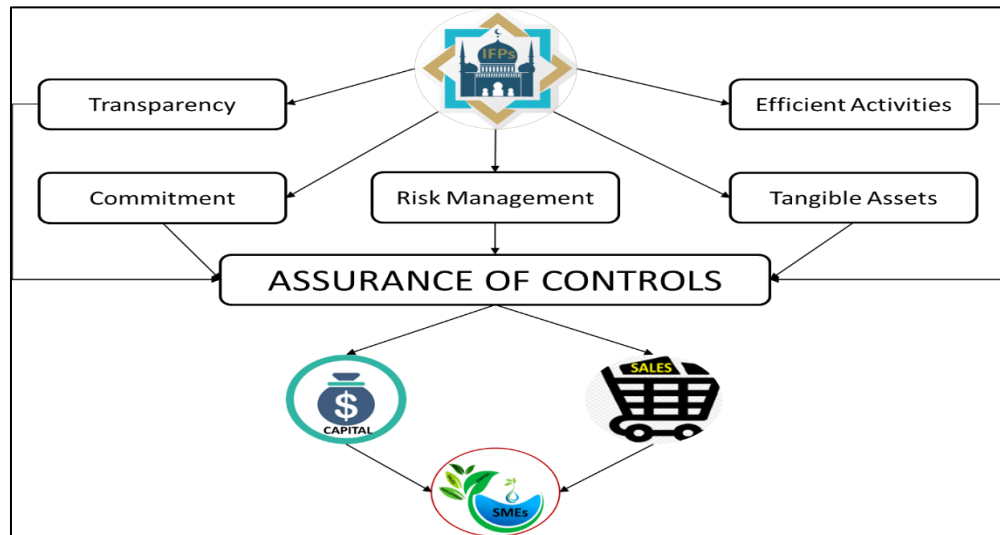 IFPs
Transparency
Efficient Activities
Commitment
Risk Management
Tangible Assets
ASSURANCE OF CONTROLS
SALES
$
CAPITAL
SMEs